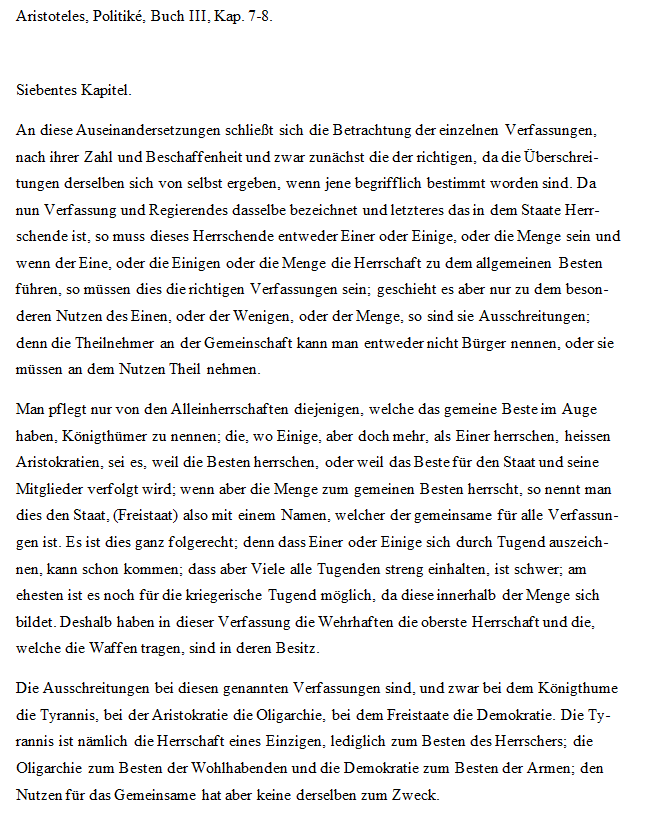 Aristoteles, Politiké, Buch III, Kap. 7-8.
Siebentes Kapitel.
An diese Auseinandersetzungen schließt sich die Betrachtung der einzelnen Verfassungen,
nach ihrer Zahl und Beschaffenheit und zwar zunächst die der richtigen, da die Überschrei-
tungen derselben sich von selbst ergeben, wenn jene begrifflich bestimmt worden sind. Da
nun Verfassung und Regierendes dasselbe bezeichnet und letzteres das in dem Staate Herr-
schende ist, so muss dieses Herrschende entweder Einer oder Einige, oder die Menge sein und
wenn der Eine, oder die Einigen oder die Menge die Herrschaft zu dem allgemeinen Besten
führen, so müssen dies die richtigen Verfassungen sein; geschieht es aber nur zu dem beson-
deren Nutzen des Einen, oder der Wenigen, oder der Menge, so sind sie Ausschreitungen;
denn die Theilnehmer an der Gemeinschaft kann man entweder nicht Bürger nennen, oder sie
müssen an dem Nutzen Theil nehmen.
Man pflegt nur von den Alleinherrschaften diejenigen, welche das gemeine Beste im Auge
haben, Königthümer zu nennen; die, wo Einige, aber doch mehr, als Einer herrschen, heissen
Aristokratien, sei es, weil die Besten herrschen, oder weil das Beste für den Staat und seine
Mitglieder verfolgt wird; wenn aber die Menge zum gemeinen Besten herrscht, so nennt man
dies den Staat, (Freistaat) also mit einem Namen, welcher der gemeinsame für alle Verfassun-
gen ist. Es ist dies ganz folgerecht; denn dass Einer oder Einige sich durch Tugend auszeich-
nen, kann schon kommen; dass aber Viele alle Tugenden streng einhalten, ist schwer; am
ehesten ist es noch für die kriegerische Tugend möglich, da diese innerhalb der Menge sich
bildet. Deshalb haben in dieser Verfassung die Wehrhaften die oberste Herrschaft und die,
welche die Waffen tragen, sind in deren Besitz.
Die Ausschreitungen bei diesen genannten Verfassungen sind, und zwar bei dem Königthume
die Tyrannis, bei der Aristokratie die Oligarchie, bei dem Freistaate die Demokratie. Die Ty-
rannis ist nämlich die Herrschaft eines Einzigen, lediglich zum Besten des Herrschers; die
Oligarchie zum Besten der Wohlhabenden und die Demokratie zum Besten der Armen; den
Nutzen für das Gemeinsame hat aber keine derselben zum Zweck.